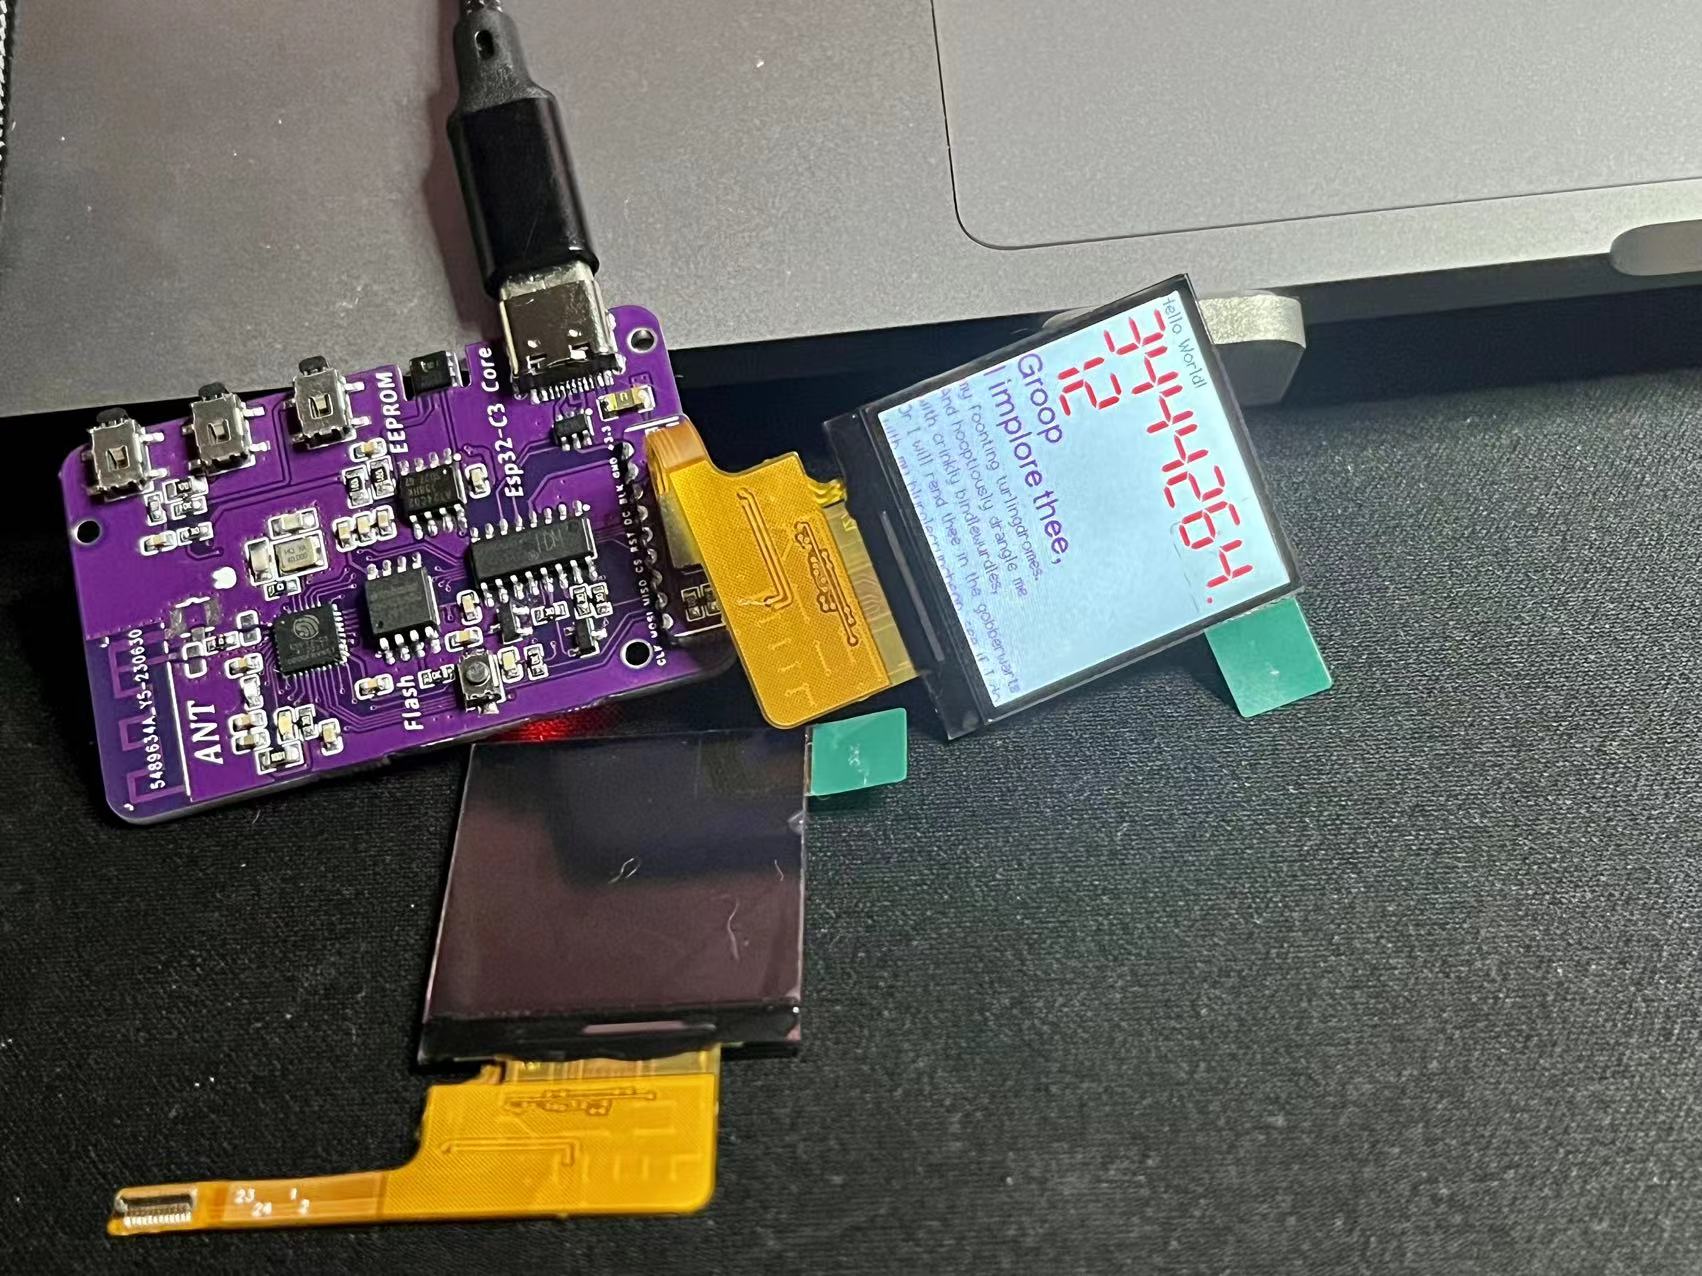 EEPROM
Esp32-C3 Core
CLK MOSI MISO CS RST DC BLK GND +3.3
Flash
ANT
5489634A_Y5-230630
Hello World!
3444264.
12
Groop
I implore thee,
my foonting turlingdromes.
And hooptiously drangle me
with crinkly bindlewurdles,
Or I will rend thee in the gobberwarts
23 1
24 2